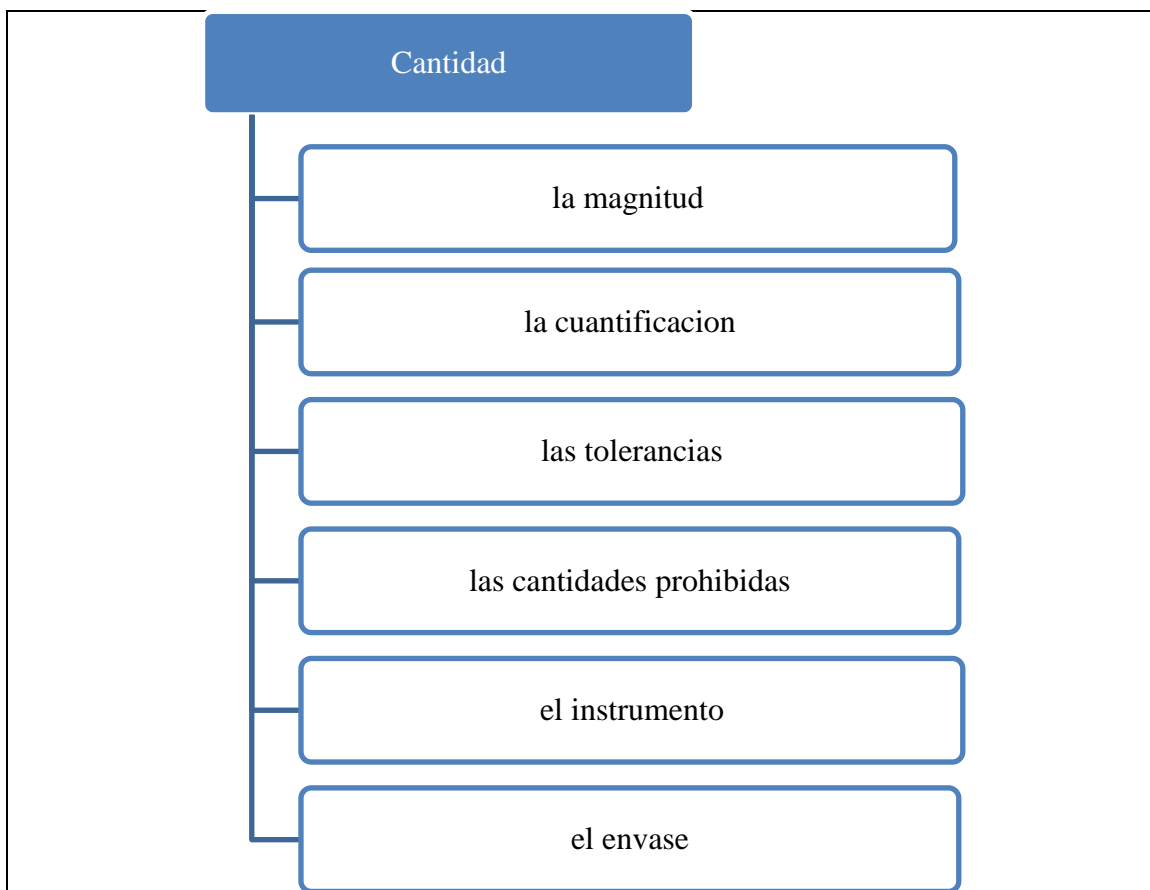 Cantidad
la magnitud
la cuantificacion
las tolerancias
las cantidades prohibidas
el instrumento
el envase